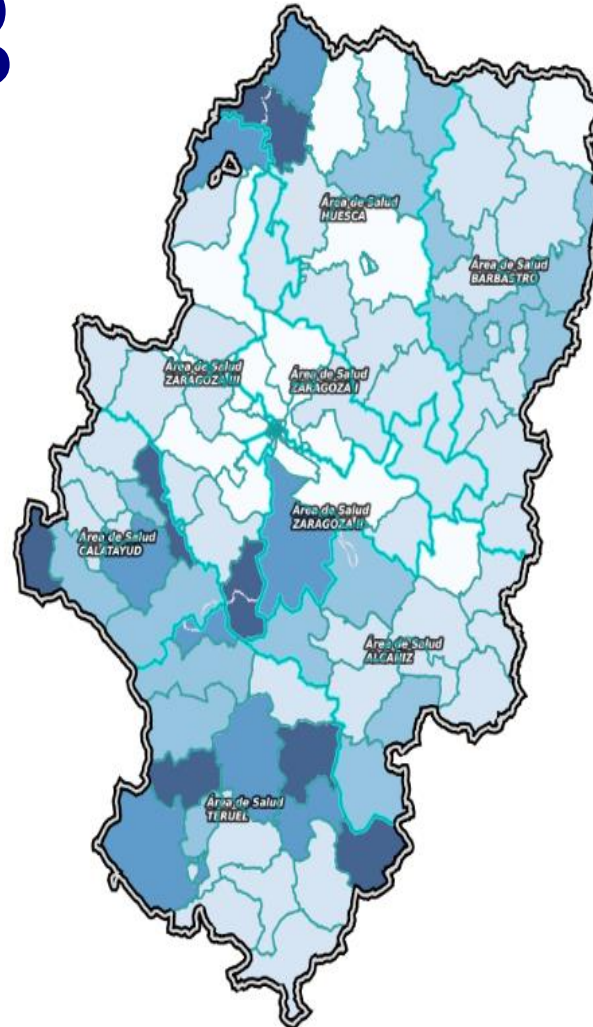 Área de Salud
HUESCA
Área de Salud
BARBASTRO
Área de Salud
ZARAGOZA III
Área de Salud
ZARAGOZA I
Área de Salud
ZARAGOZA II
Área de Salud
CALATAYUD
Área de Salud
ALCAÑIZ
Área de Salud
TERUEL